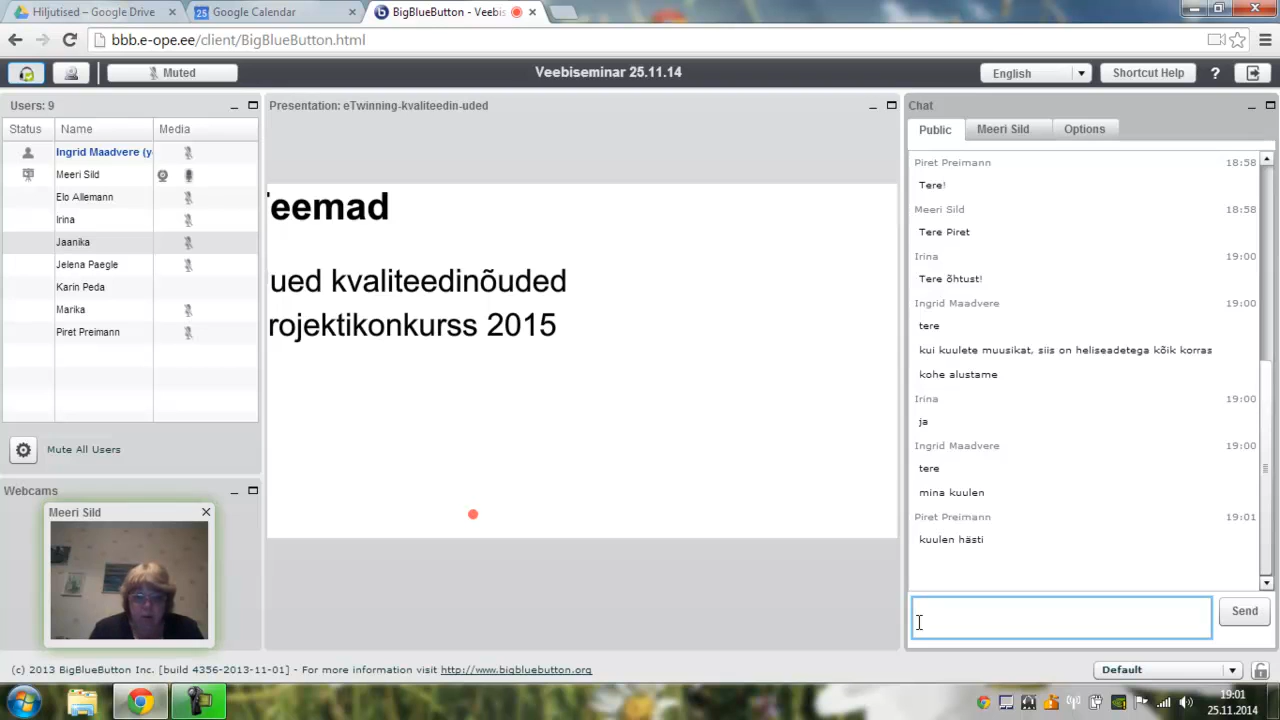 Hiljutised – Google Drive
Google Calendar
BigBlueButton - Veebis
bbb.e-ope.ee/client/BigBlueButton.html
Muted
Veebiseminar 25.11.14
English
Shortcut Help
?
Users: 9
Status Name Media
Ingrid Maadvere (y
Meeri Sild
Elo Allemann
Irina
Jaanika
Jelena Paegle
Karin Peda
Marika
Piret Preimann
Mute All Users
Webcams
Meeri Sild
Presentation: eTwinning-kvaliteedin-uded
eemad
ued kvaliteedinõuded
rojektikonkurss 2015
Chat
Public Meeri Sild Options
Piret Preimann 18:58
Tere!
Meeri Sild 18:58
Tere Piret
Irina 19:00
Tere õhtust!
Ingrid Maadvere 19:00
tere
kui kuulete muusikat, siis on heliseadetega kõik korras
kohe alustame
Irina 19:00
ja
Ingrid Maadvere 19:00
tere
mina kuulen
Piret Preimann 19:01
kuulen hästi
Send
(c) 2013 BigBlueButton Inc. [build 4356-2013-11-01] - For more information visit http://www.bigbluebutton.org
Default
19:01
25.11.2014